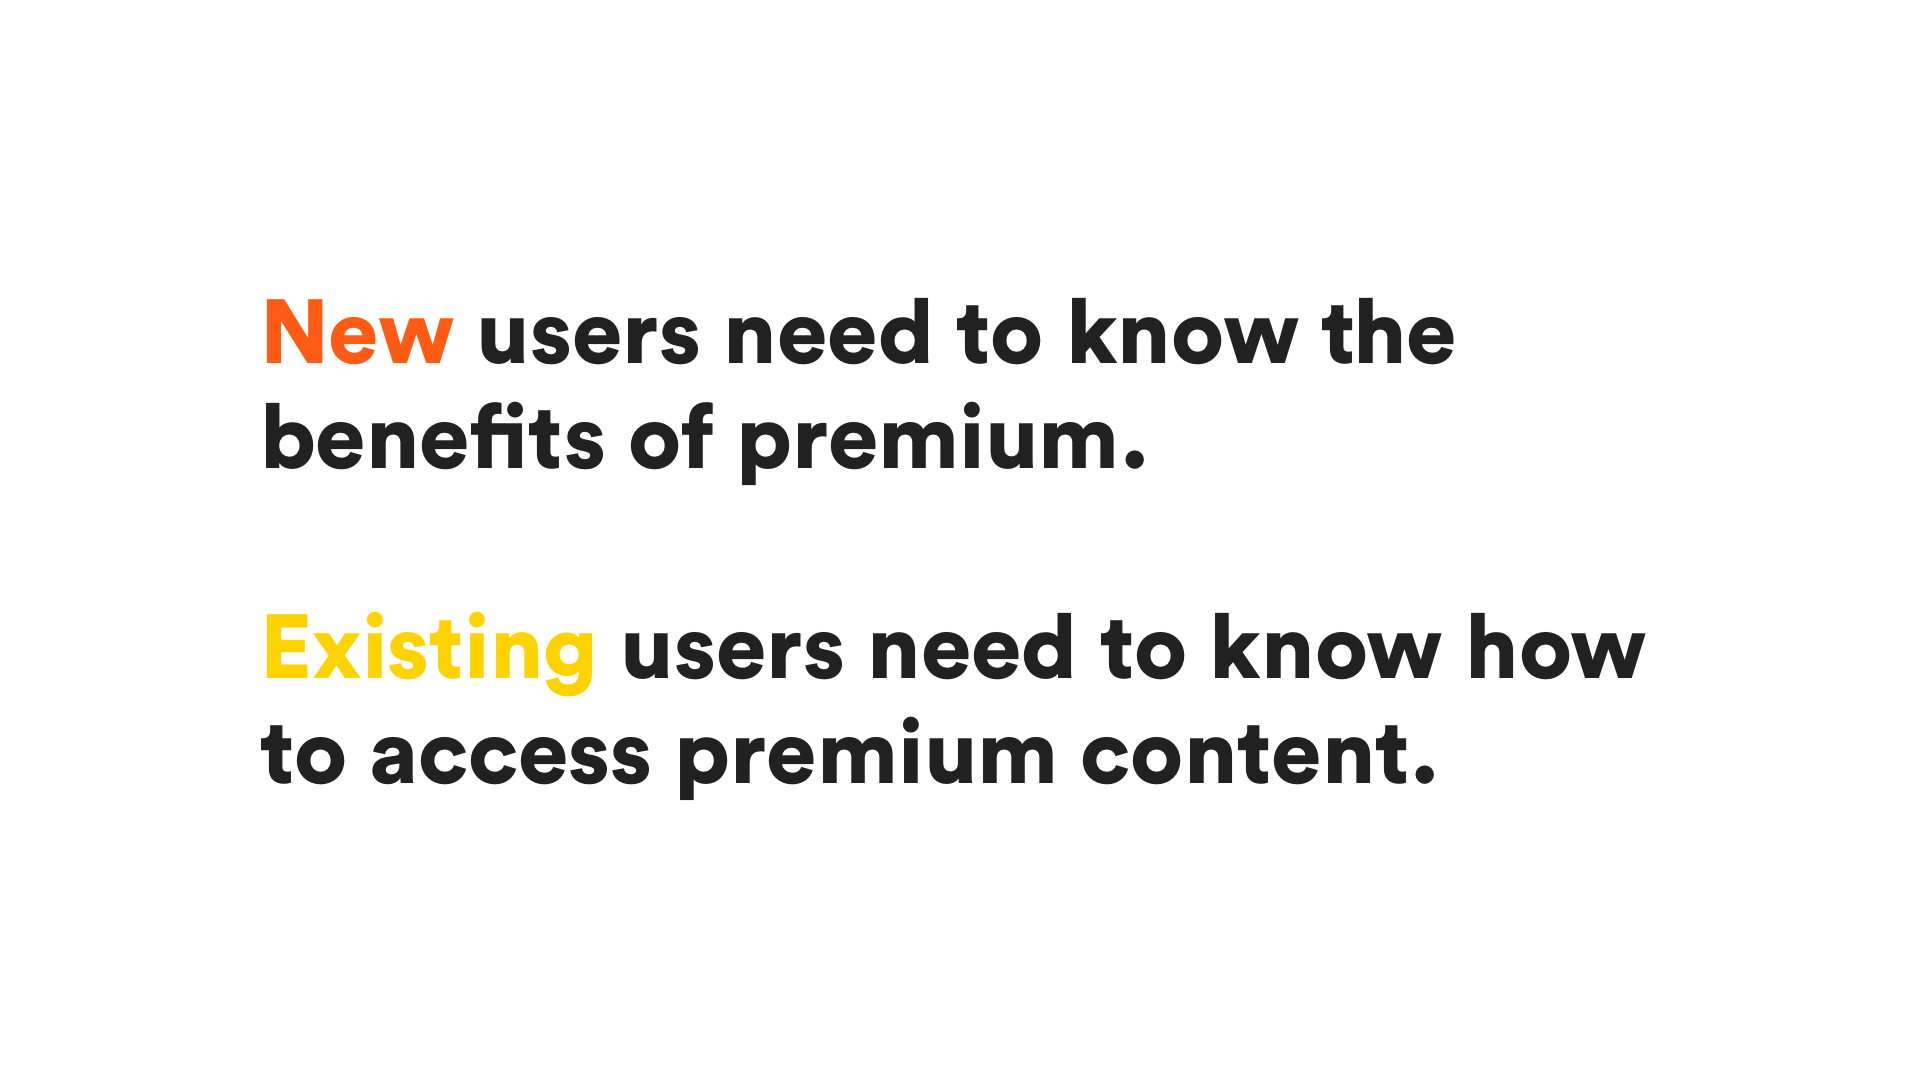 New users need to know the
benefits of premium.
Existing users need to know how
to access premium content.